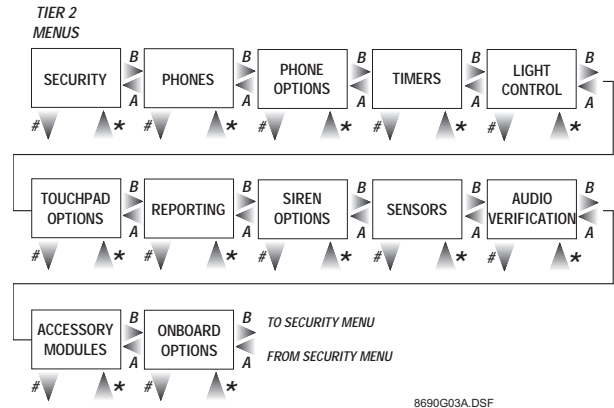 TIER 2
MENUS
SECURITY B A PHONES B A PHONE OPTIONS B A TIMERS B A LIGHT CONTROL B A
# * # * # * # * # *
TOUCHPAD OPTIONS B A REPORTING B A SIREN OPTIONS B A SENSORS B A AUDIO VERIFICATION B A
# * # * # * # * # *
ACCESSORY MODULES B A ONBOARD OPTIONS B TO SECURITY MENU
A FROM SECURITY MENU
# * # *
8690G03A.DSF